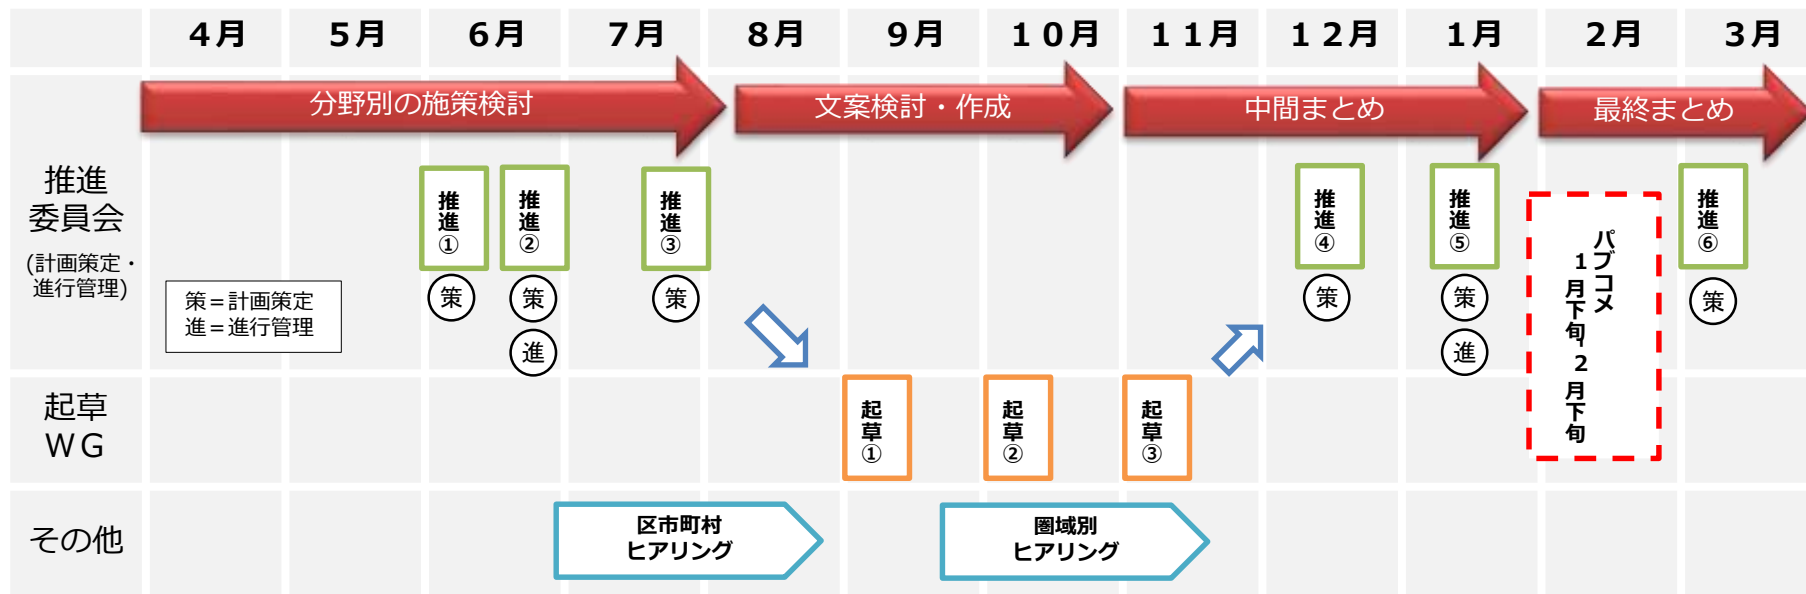 ４月 ５月 ６月 ７月 ８月 ９月 １０月 １１月 １２月 １月 ２月 ３月
分野別の施策検討 文案検討・作成 中間まとめ 最終まとめ
推進
委員会
(計画策定・
進行管理)
策＝計画策定
進＝進行管理
推進①
策
推進②
策
進
推進③
策
推進④
策
推進⑤
策
進
パブコメ
１月下旬-２月下旬
推進⑥
策
起草
ＷＧ
起草①
起草②
起草③
その他
区市町村
ヒアリング
圏域別
ヒアリング